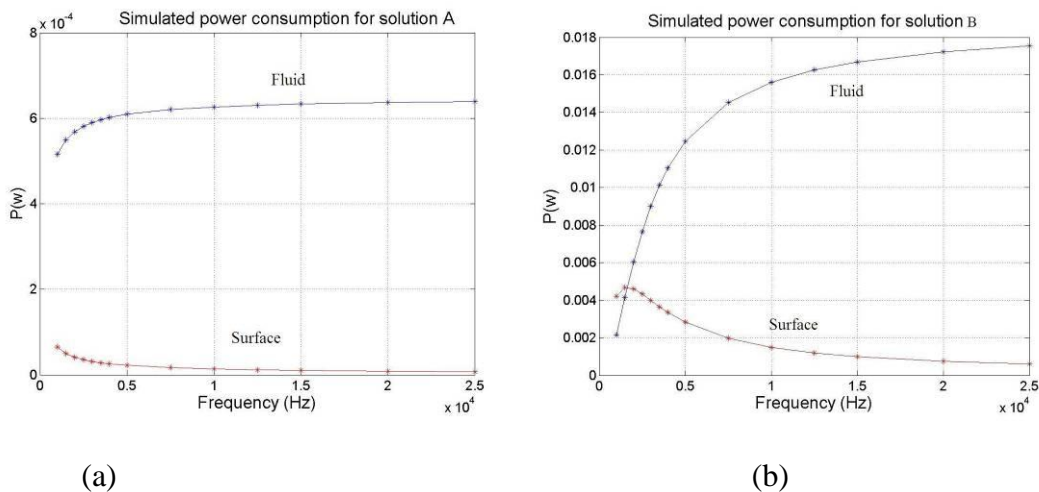 Simulated power consumption for solution A
x 10-4
8
6
4
2
0
P(w)
Fluid
Surface
0
0.5
1
1.5
2
2.5
Frequency (Hz)
x 10 4
(a)
Simulated power consumption for solution B
0.018
0.016
0.014
0.012
0.01
0.008
0.006
0.004
0.002
0
P(w)
Fluid
Surface
0
0.5
1
1.5
2
2.5
Frequency (Hz)
x 10 4
(b)